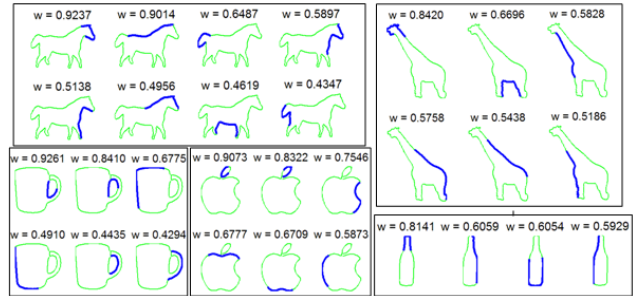 w = 0.9237 w = 0.9014 w = 0.6487 w = 0.5897
w = 0.5138 w = 0.4956 w = 0.4619 w = 0.4347
w = 0.8420 w = 0.6696 w = 0.5828
w = 0.5758 w = 0.5438 w = 0.5186
w = 0.9261 w = 0.8410 w = 0.6775
w = 0.4910 w = 0.4435 w = 0.4294
w = 0.9073 w = 0.8322 w = 0.7546
w = 0.6777 w = 0.6709 w = 0.5873
w = 0.8141 w = 0.6059 w = 0.6054 w = 0.5929